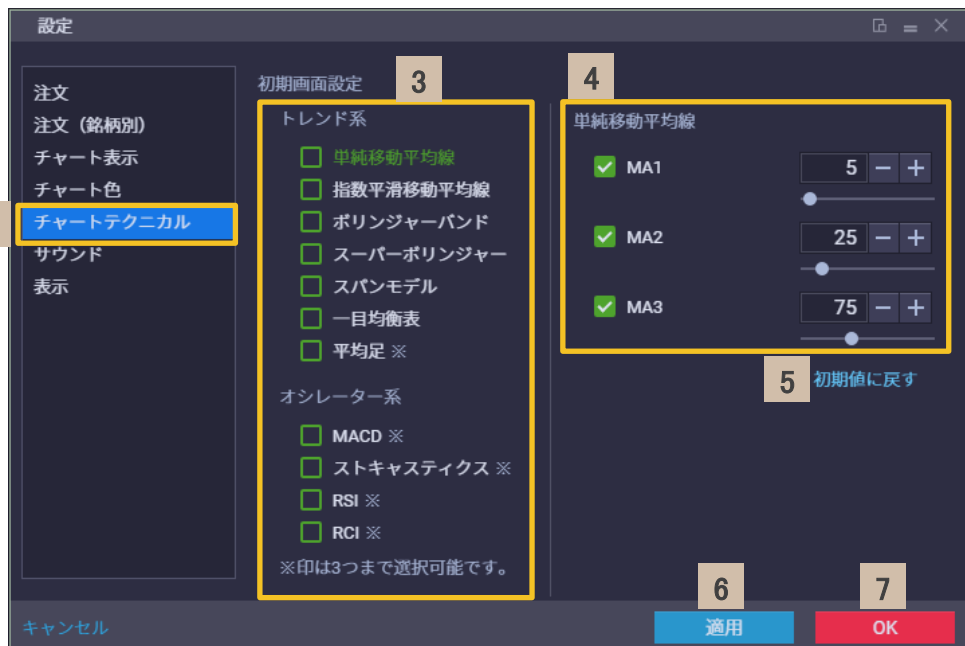 設定
注文
注文（銘柄別）
チャート表示
チャート色
チャートテクニカル
サウンド
表示
初期画面設定
3
トレンド系
単純移動平均線
指数平滑移動平均線
ボリンジャーバンド
スーパーボリンジャー
スパンモデル
一目均衡表
平均足 ※
オシレーター系
MACD ※
ストキャスティクス ※
RSI ※
RCI ※
※印は3つまで選択可能です。
4
単純移動平均線
MA1 5 − +
MA2 25 − +
MA3 75 − +
5 初期値に戻す
6
7
キャンセル
適用
OK